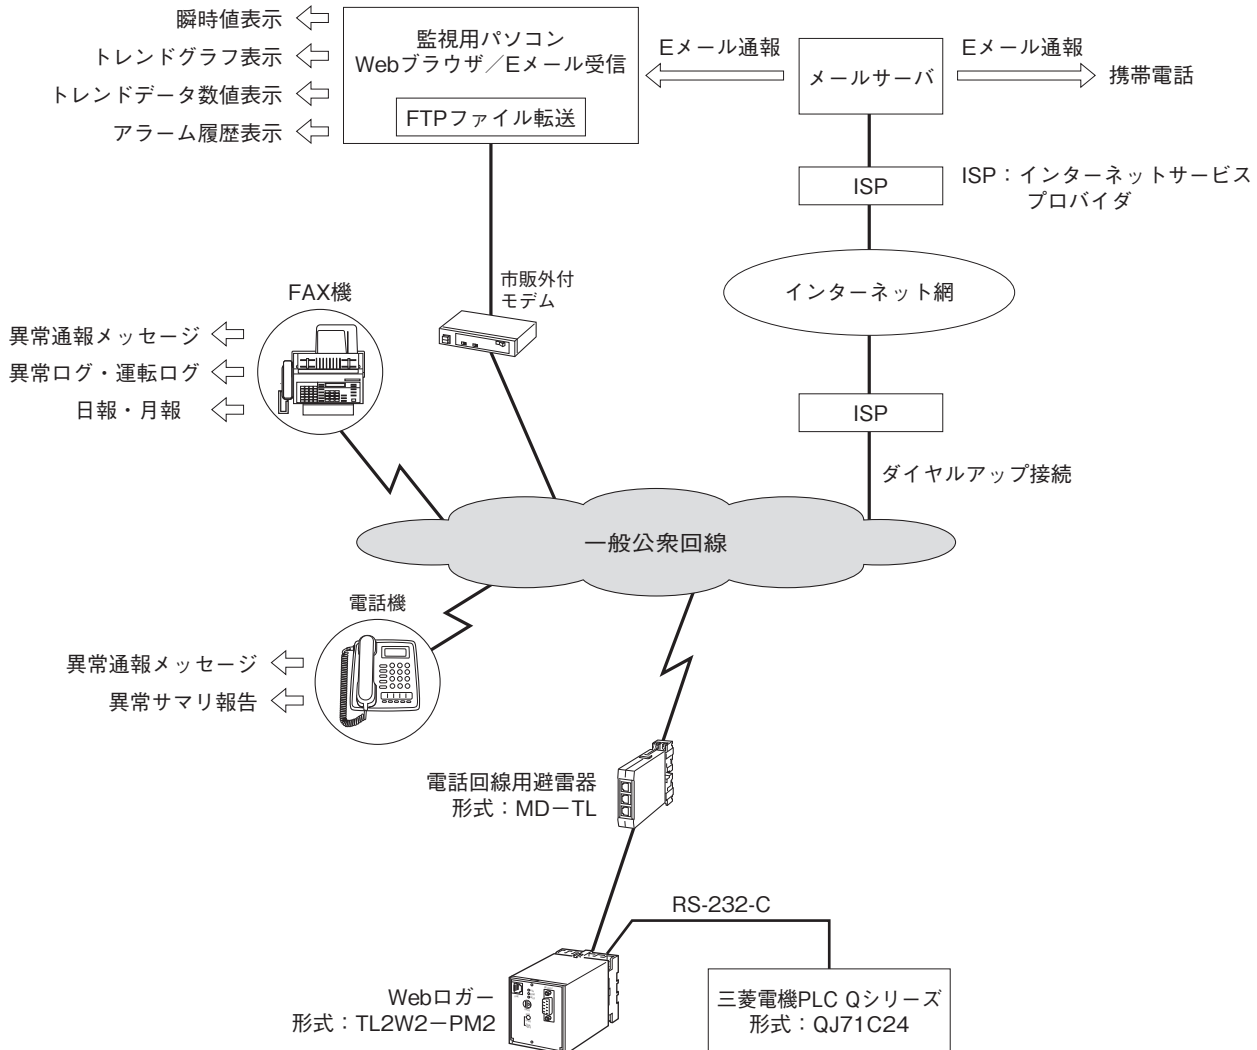 瞬時値表示
トレンドグラフ表示
トレンドデータ数値表示
アラーム履歴表示
監視用パソコン
Webブラウザ／Eメール受信
FTPファイル転送
Eメール通報
メールサーバ
Eメール通報
携帯電話
ISP
ISP：インターネットサービス
プロバイダ
インターネット網
ISP
ダイヤルアップ接続
市販外付
モデム
FAX機
異常通報メッセージ
異常ログ・運転ログ
日報・月報
一般公衆回線
電話機
異常通報メッセージ
異常サマリ報告
電話回線用避雷器
形式：MD－TL
RS-232-C
Webロガー
形式：TL2W2－PM2
三菱電機PLC Qシリーズ
形式：QJ71C24